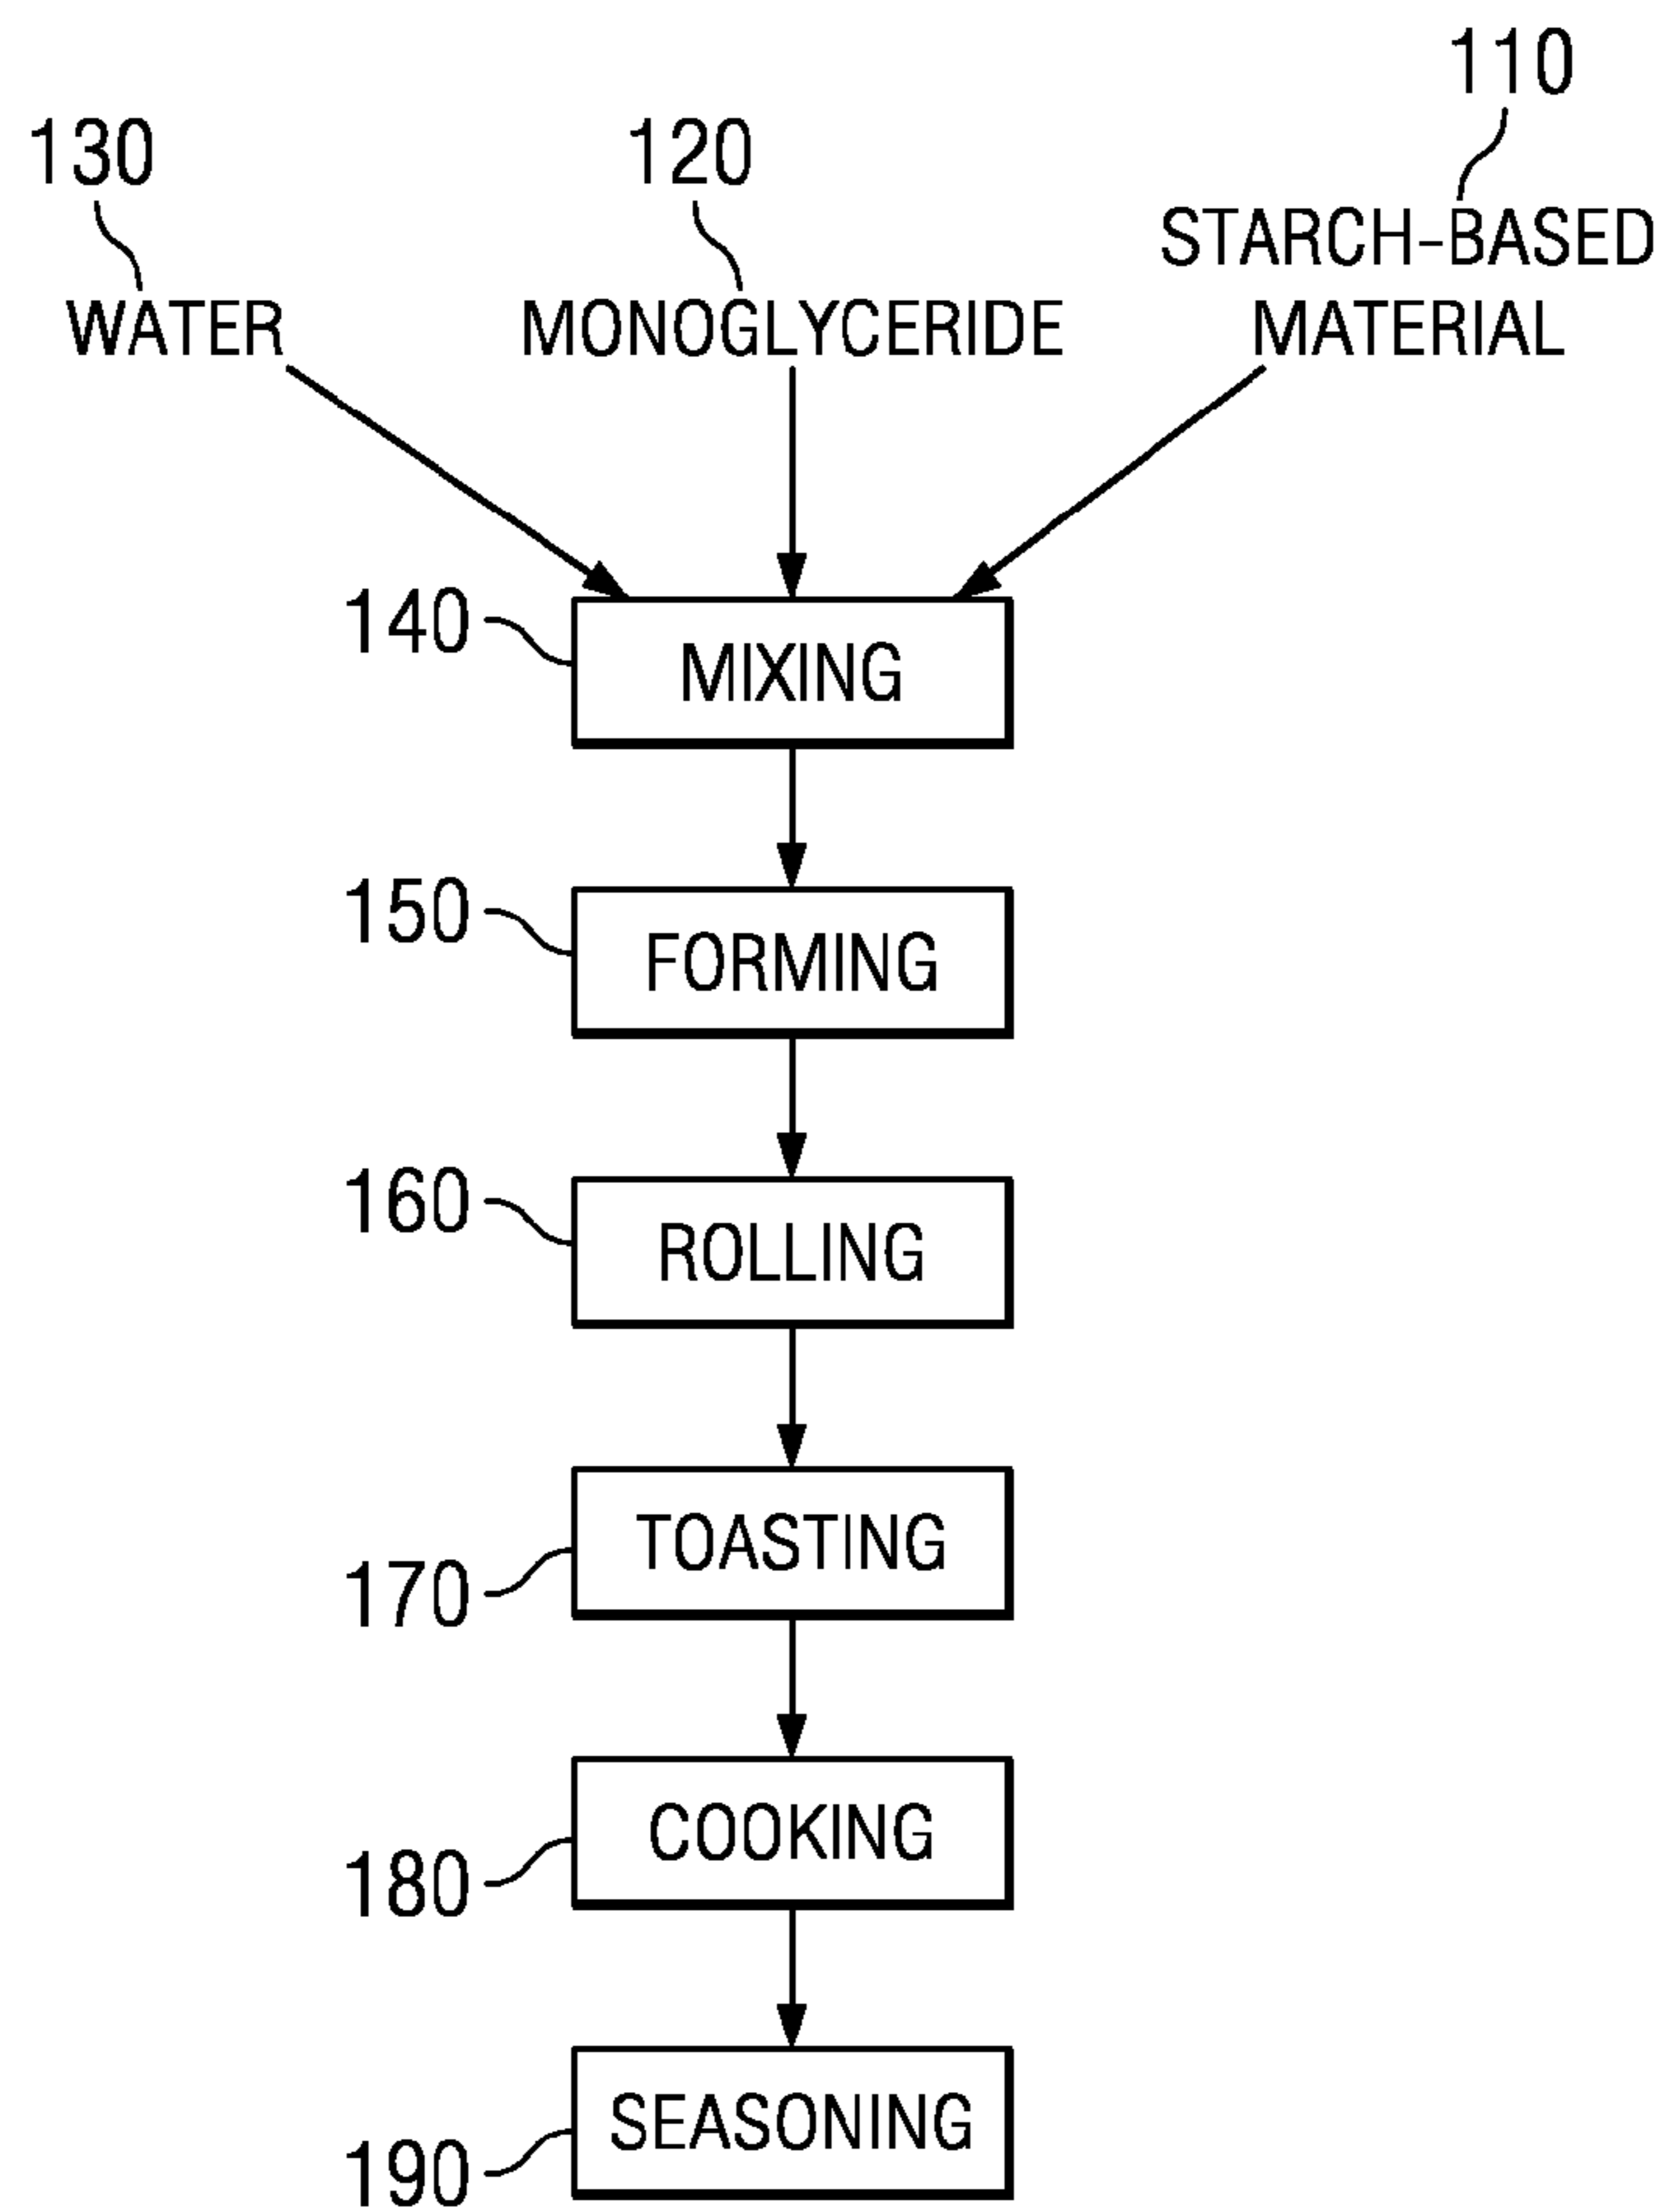 110
130
120
STARCH-BASED
WATER
MONOGLYCERIDE
MATERIAL
140
MIXING
150
FORMING
160
ROLLING
TOASTING
170
COOKING
180
SEASONING
190